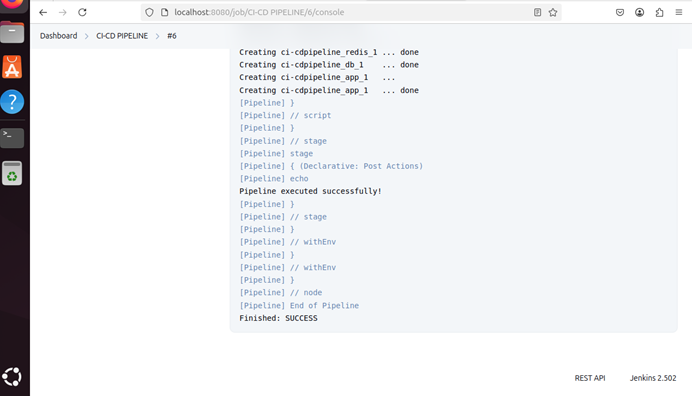 localhost:8080/job/CI-CD PIPELINE/6/console
Dashboard > CI-CD PIPELINE > #6
Creating ci-cdpipeline_redis_1 ... done
Creating ci-cdpipeline_db_1    ... done
Creating ci-cdpipeline_app_1   ...
Creating ci-cdpipeline_app_1   ... done
[Pipeline] }
[Pipeline] // script
[Pipeline] }
[Pipeline] // stage
[Pipeline] stage
[Pipeline] { (Declarative: Post Actions)
[Pipeline] echo
Pipeline executed successfully!
[Pipeline] }
[Pipeline] // stage
[Pipeline] }
[Pipeline] // withEnv
[Pipeline] }
[Pipeline] // withEnv
[Pipeline] }
[Pipeline] // node
[Pipeline] End of Pipeline
Finished: SUCCESS
REST API Jenkins 2.502